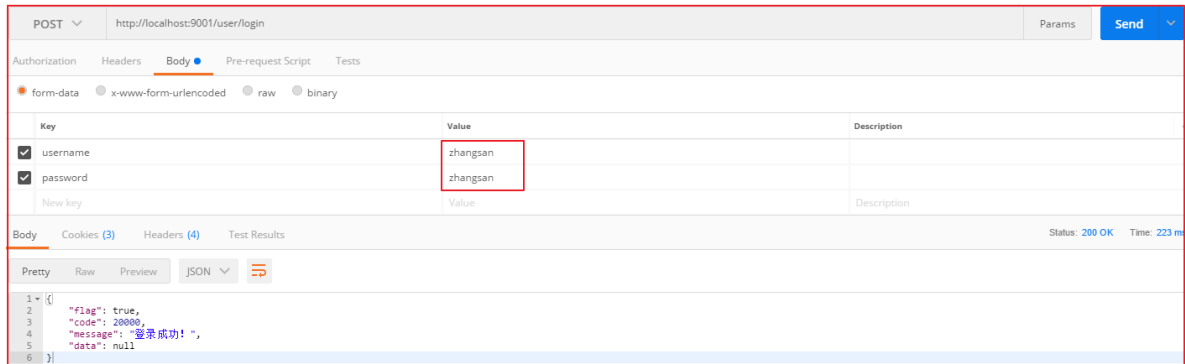 POST http://localhost:9001/user/login Params Send
Authorization Headers Body Pre-request Script Tests
form-data x-www-form-urlencoded raw binary
Key Value Description
username zhangsan
password zhangsan
New key Value Description
Body Cookies (3) Headers (4) Test Results Status: 200 OK Time: 223 ms
Pretty Raw Preview JSON
1 {
2 "flag": true,
3 "code": 20000,
4 "message": "登录成功！",
5 "data": null
6 }